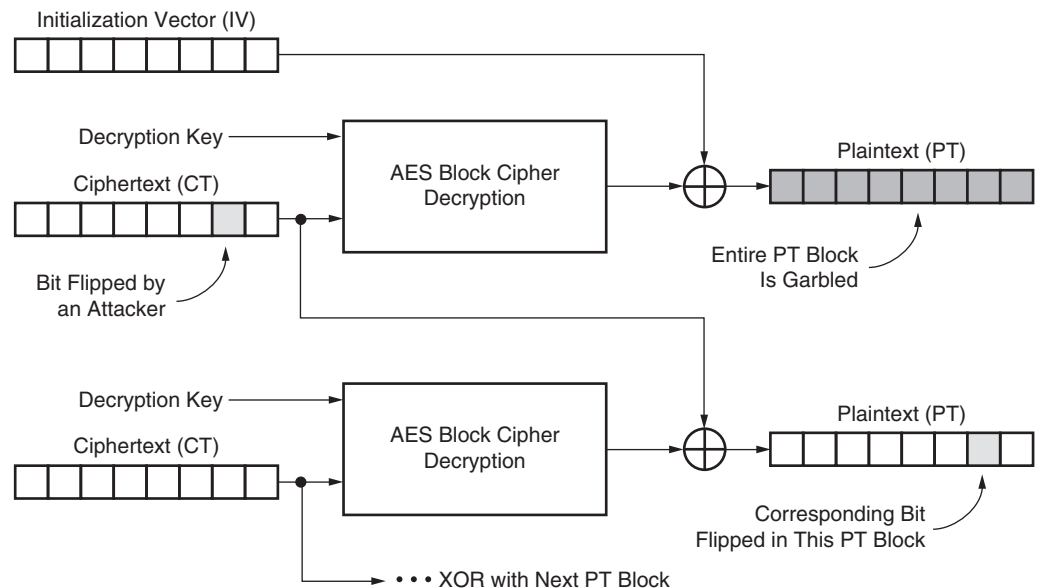 Initialization Vector (IV)
Decryption Key
Ciphertext (CT)
AES Block Cipher
Decryption
Plaintext (PT)
Bit Flipped by
an Attacker
Entire PT Block
Is Garbled
Decryption Key
Ciphertext (CT)
AES Block Cipher
Decryption
Plaintext (PT)
Corresponding Bit
Flipped in This PT Block
• • • XOR with Next PT Block